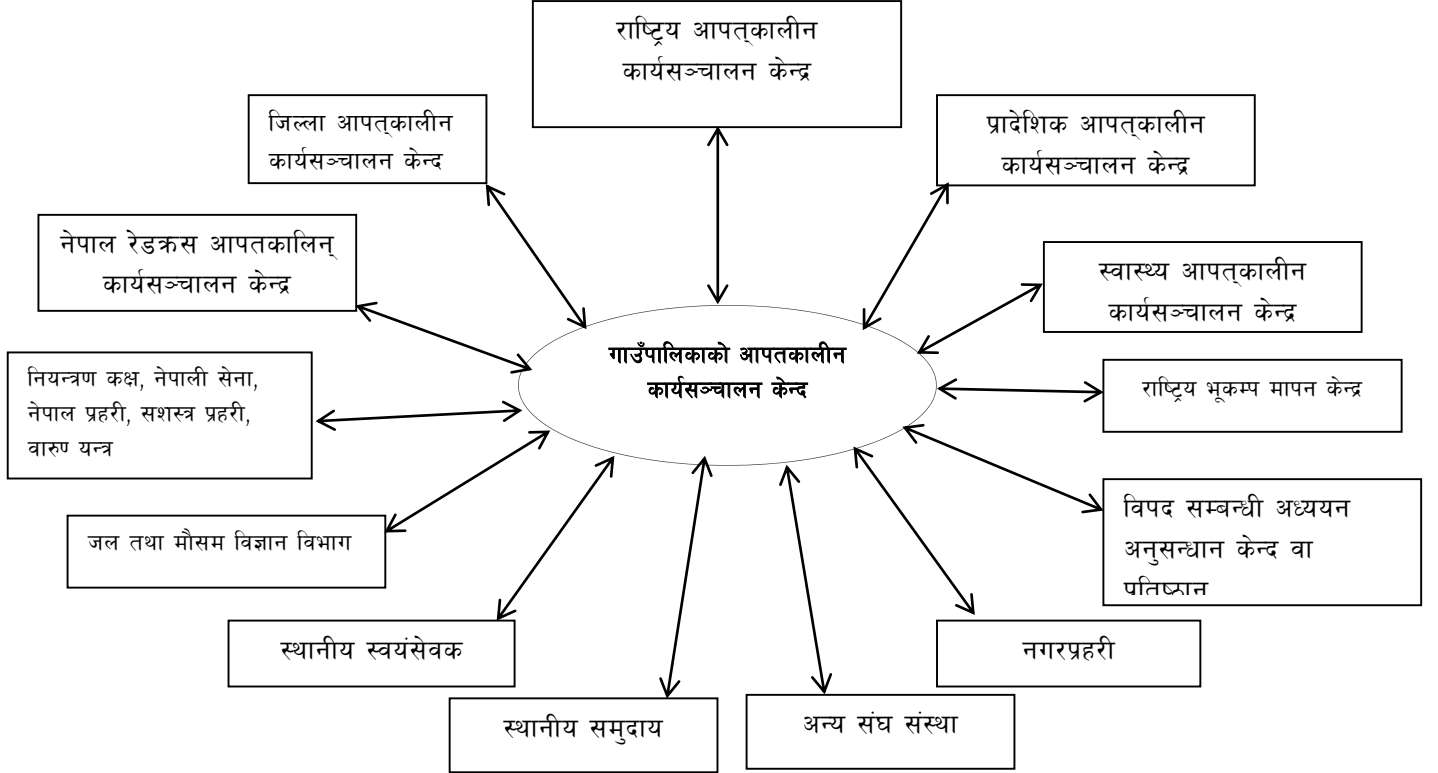 राष्ट्रिय आपत्कालीन
कार्यसञ्चालन केन्द्र
जिल्ला आपत्कालीन
कार्यसञ्चालन केन्द
प्रादेशिक आपत्कालीन
कार्यसञ्चालन केन्द्र
नेपाल रेडक्रस आपतकालिन्
कार्यसञ्चालन केन्द्र
स्वास्थ्य आपत्कालीन
कार्यसञ्चालन केन्द्र
गाउँपालिकाको आपतकालीन
कार्यसञ्चालन केन्द
नियन्त्रण कक्ष, नेपाली सेना,
नेपाल प्रहरी, सशस्त्र प्रहरी,
वारुण यन्त्र
राष्ट्रिय भूकम्प मापन केन्द्र
विपद सम्बन्धी अध्ययन
अनुसन्धान केन्द वा
जल तथा मौसम विज्ञान विभाग
स्थानीय स्वयंसेवक
नगरप्रहरी
स्थानीय समुदाय
अन्य संघ संस्था